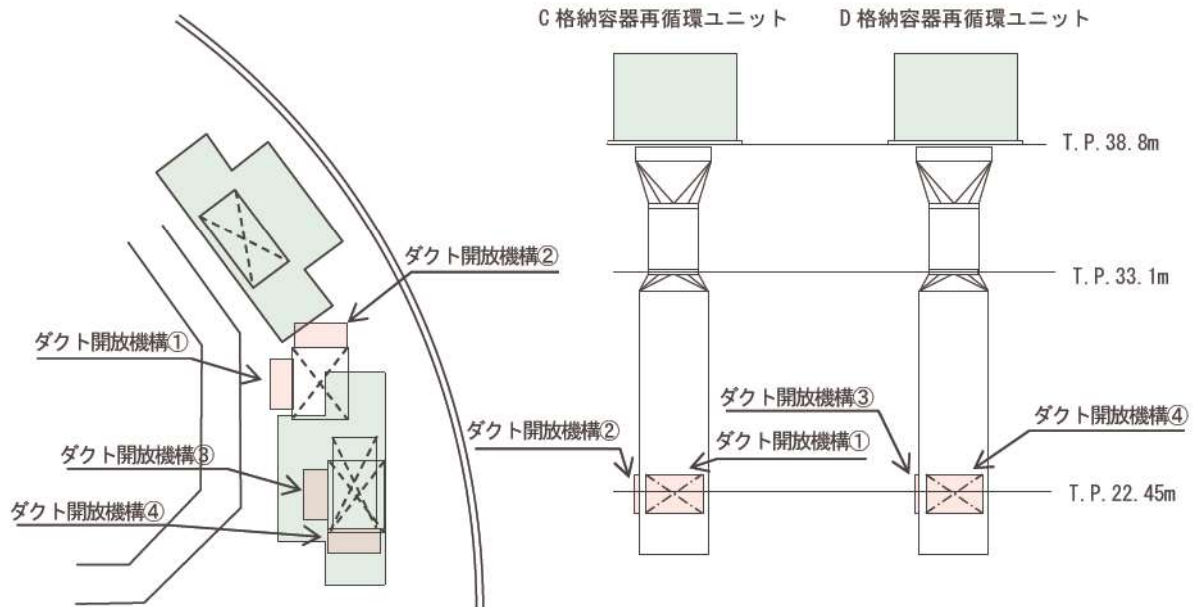 C格納容器再循環ユニット
D格納容器再循環ユニット
T.P.38.8m
ダクト開放機構②
T.P.33.1m
ダクト開放機構①
ダクト開放機構③
ダクト開放機構④
ダクト開放機構②
ダクト開放機構①
ダクト開放機構③
ダクト開放機構④
T.P.22.45m